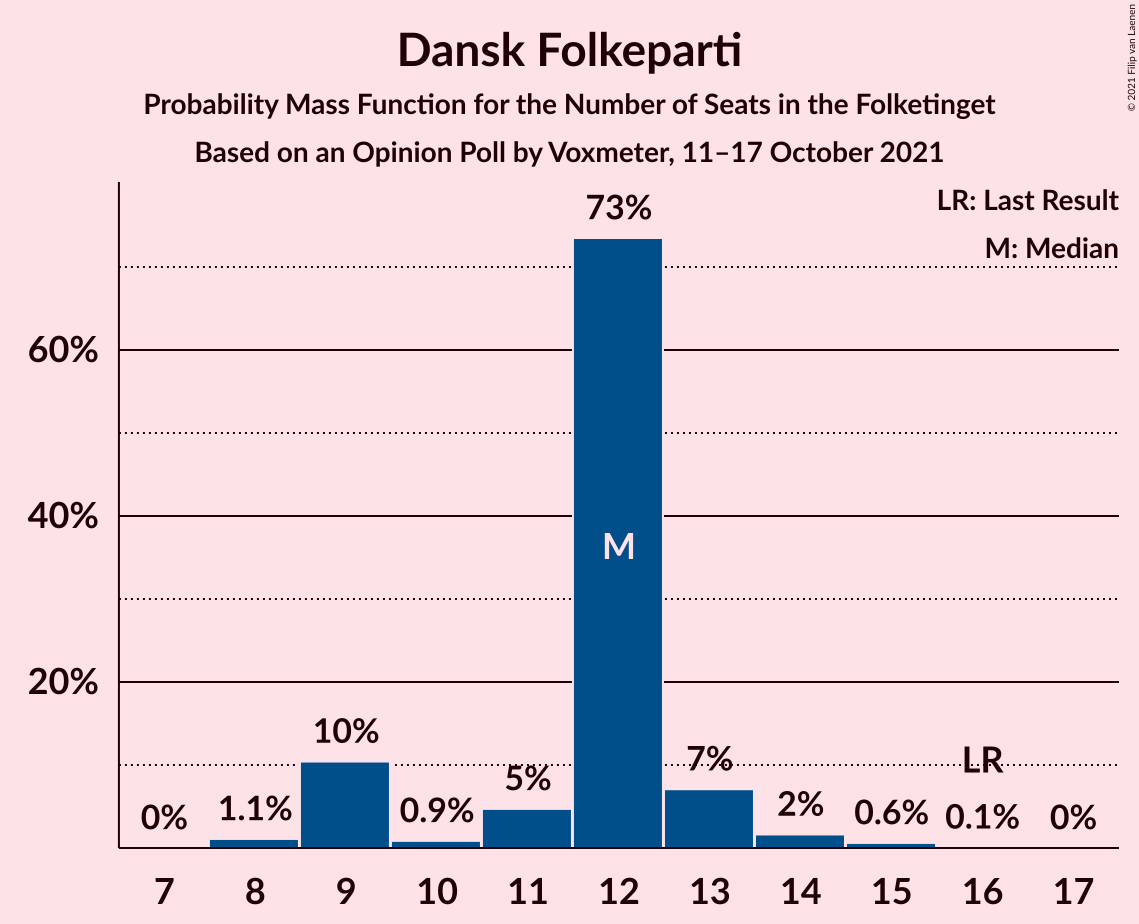 Dansk Folkeparti
Probability Mass Function for the Number of Seats in the Folketinget
Based on an Opinion Poll by Voxmeter, 11–17 October 2021
© 2021 Filip van Laenen
LR: Last Result
M: Median
60%
40%
20%
0%
1.1%
10%
0.9%
5%
73%
M
7%
2%
0.6%
LR
0.1%
0%
7 8 9 10 11 12 13 14 15 16 17